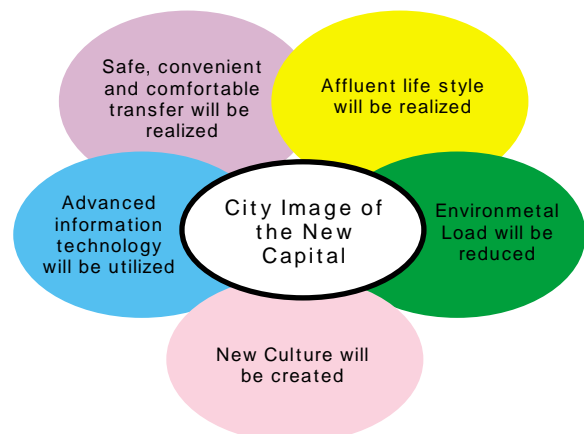 Safe, convenient
and comfortable
transfer will be
realized
Affluent life style
will be realized
Advanced
information
technology
will be utilized
City Image of
the New
Capital
Environmetal
Load will be
reduced
New Culture will
be created